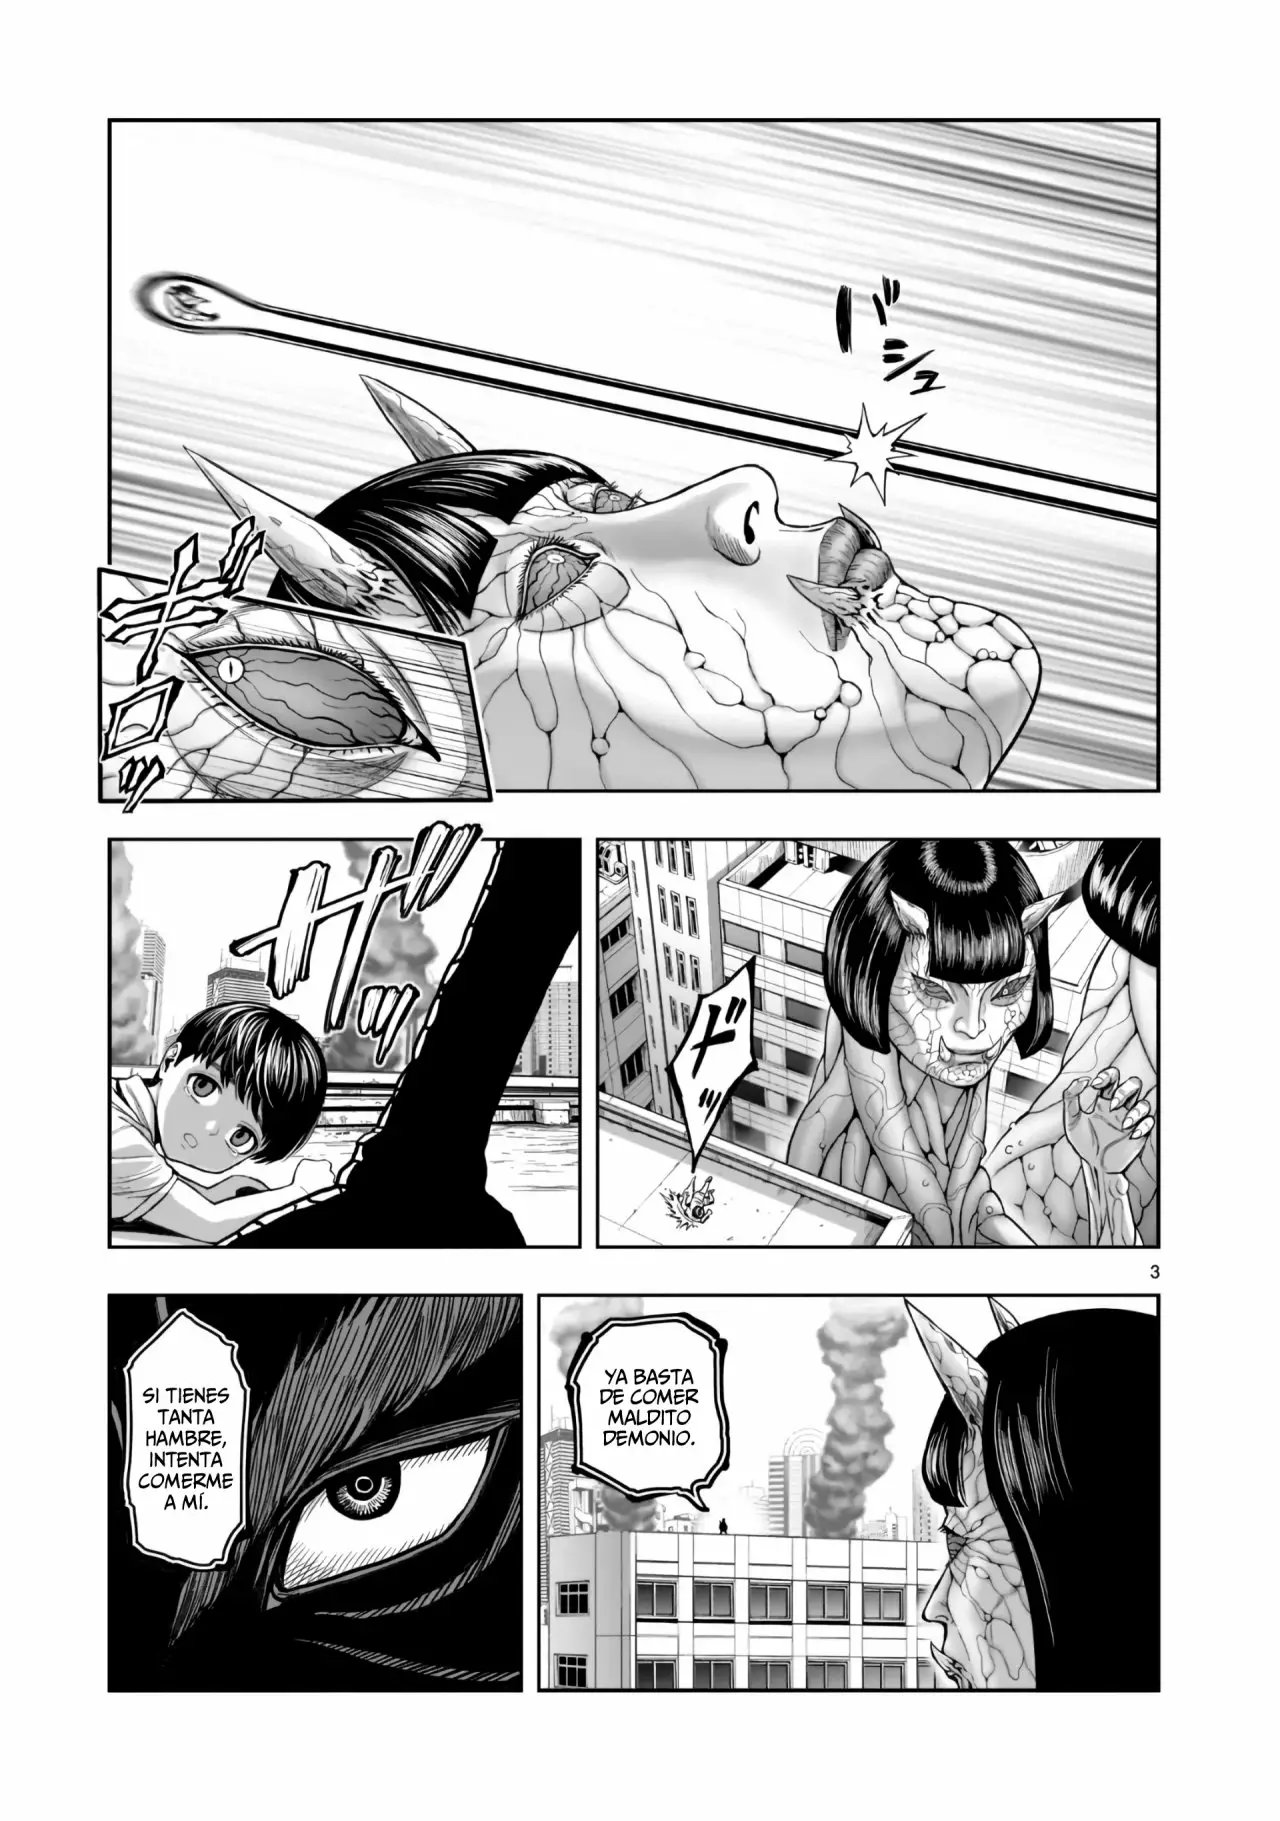 バシュ
ギロッ
ドッ
ザッ
3
YA BASTA
DE COMER
MALDITO
DEMONIO.
SI TIENES
TANTA
HAMBRE,
INTENTA
COMERME
A MÍ.